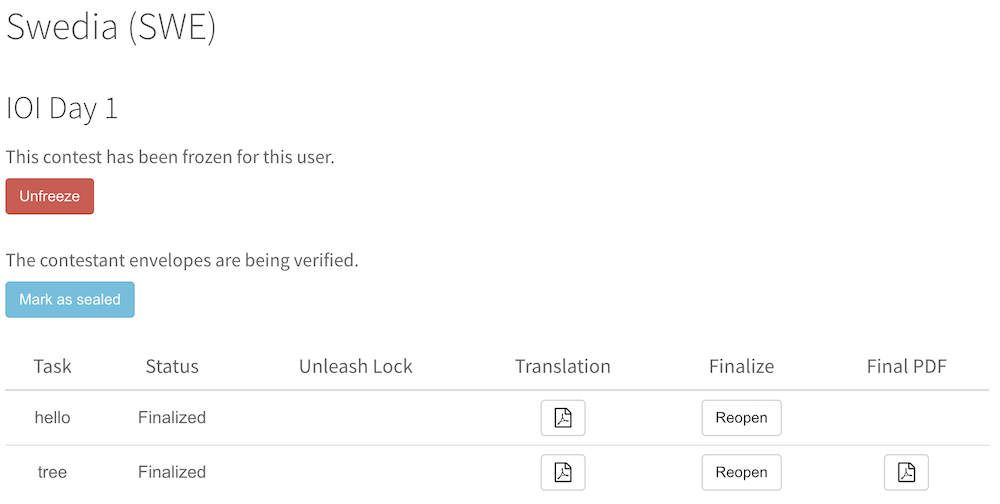 Swedia (SWE)
IOI Day 1
This contest has been frozen for this user.
Unfreeze
The contestant envelopes are being verified.
Mark as sealed
Task Status Unleash Lock Translation Finalize Final PDF
hello Finalized Reopen
tree Finalized Reopen